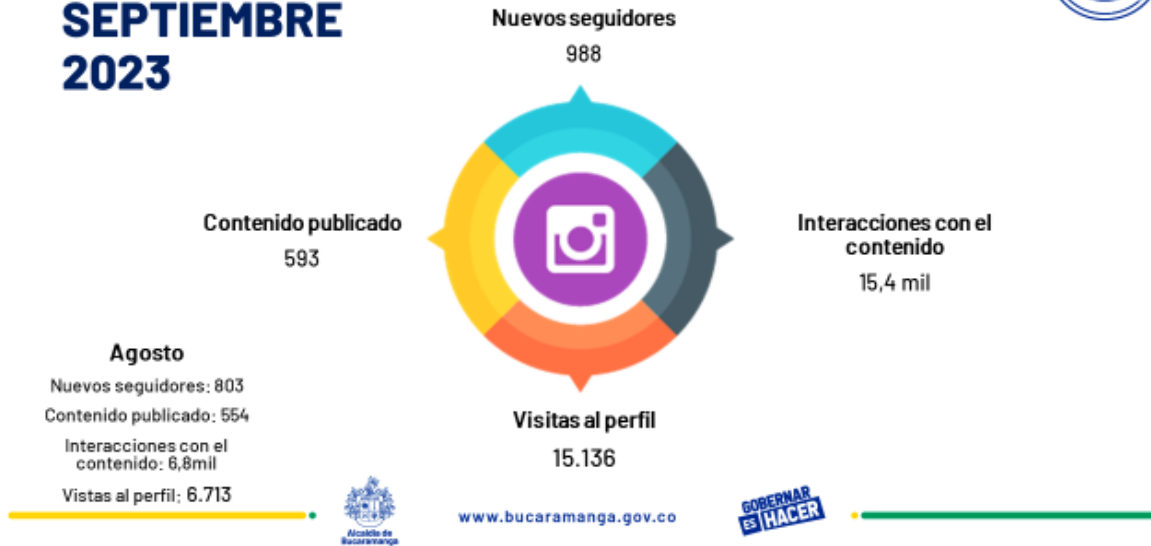 SEPTIEMBRE
2023
Nuevos seguidores
988
Contenido publicado
593
Interacciones con el
contenido
15,4 mil
Visitas al perfil
15.136
Agosto
Nuevos seguidores: 803
Contenido publicado: 554
Interacciones con el
contenido: 6,8mil
Vistas al perfil: 6.713
Alcaldía de
Bucaramanga
www.bucaramanga.gov.co
GOBERNAR
ES HACER